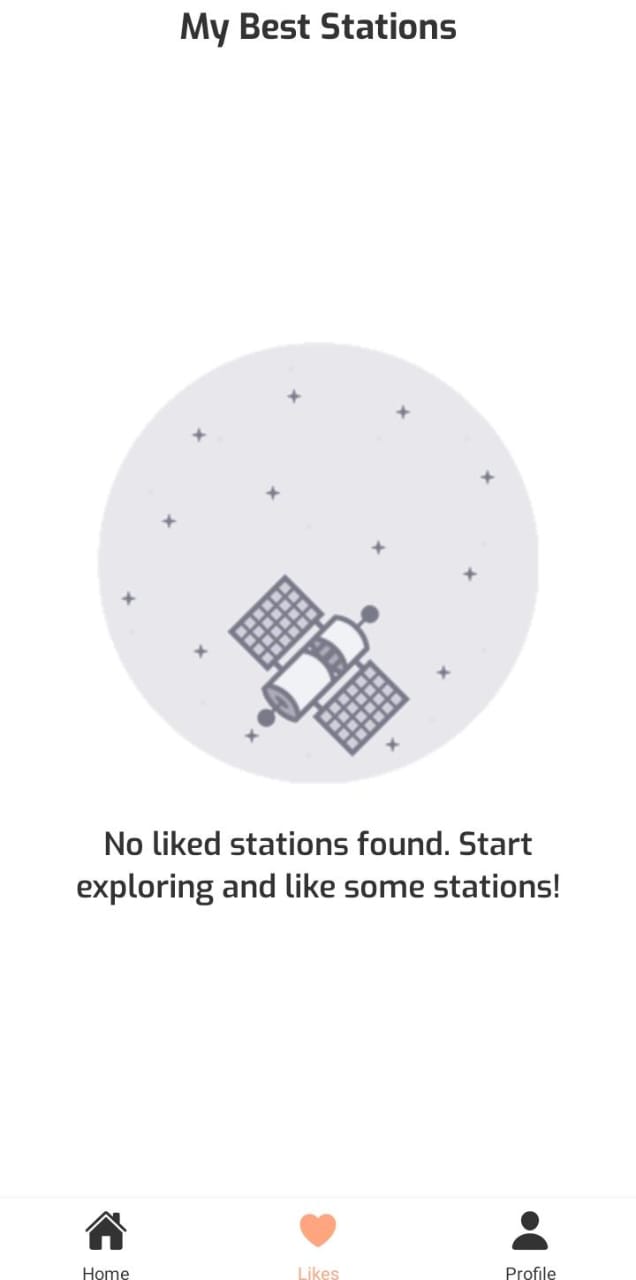 My Best Stations
No liked stations found. Start
exploring and like some stations!
Home
Likes
Profile